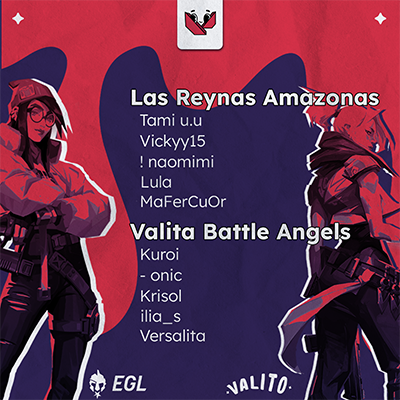 Las Reynas Amazonas
Tami u.u
Vickyy15
! naomimi
Lula
MaFerCuOr
Valita Battle Angels
Kuroi
- onic
Krisol
ilia_s
Versalita
EGL
VALITO.